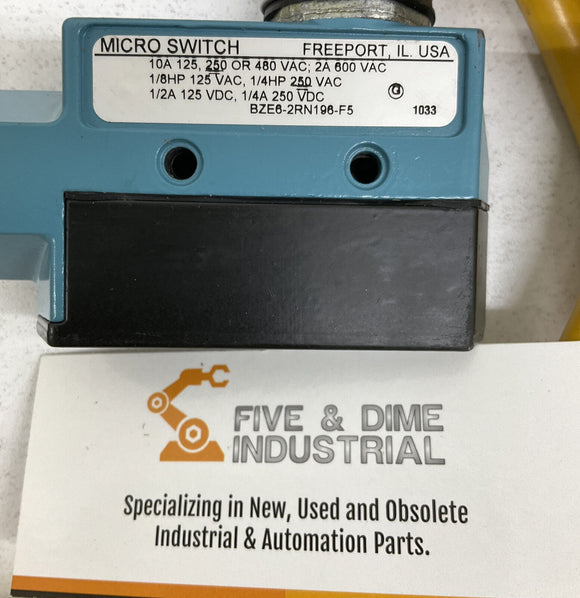 MICRO SWITCH FREEPORT, IL. USA
10A 125, 250 OR 480 VAC; 2A 600 VAC
1/8HP 125 VAC, 1/4HP 250 VAC
1/2A 125 VDC, 1/4A 250 VDC
BZE6-2RN196-F5 1033
FIVE & DIME
INDUSTRIAL
Specializing in New, Used and Obsolete
Industrial & Automation Parts.